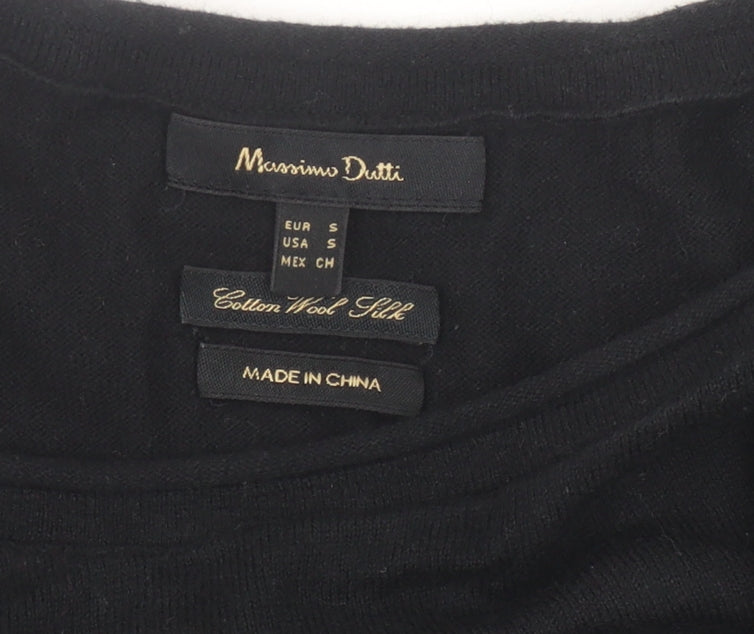 Massimo Dutti
EUR S
USA S
MEX CH
Cotton Wool Silk
MADE IN CHINA